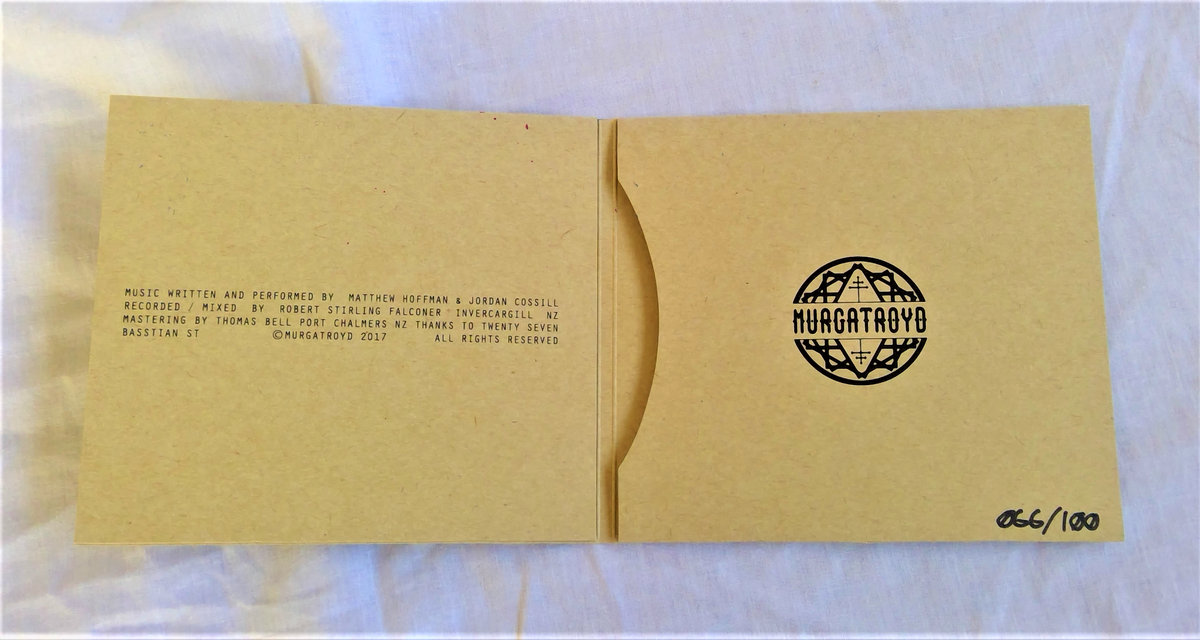 MUSIC WRITTEN AND PERFORMED BY MATTHEW HOFFMAN & JORDAN COSSILL
RECORDED / MIXED BY ROBERT STIRLING FALCONER INVERCARGILL NZ
MASTERING BY THOMAS BELL PORT CHALMERS NZ THANKS TO TWENTY SEVEN
BASSTIAN ST ©MURGATROYD 2017 ALL RIGHTS RESERVED
MURGATROYD
066/100